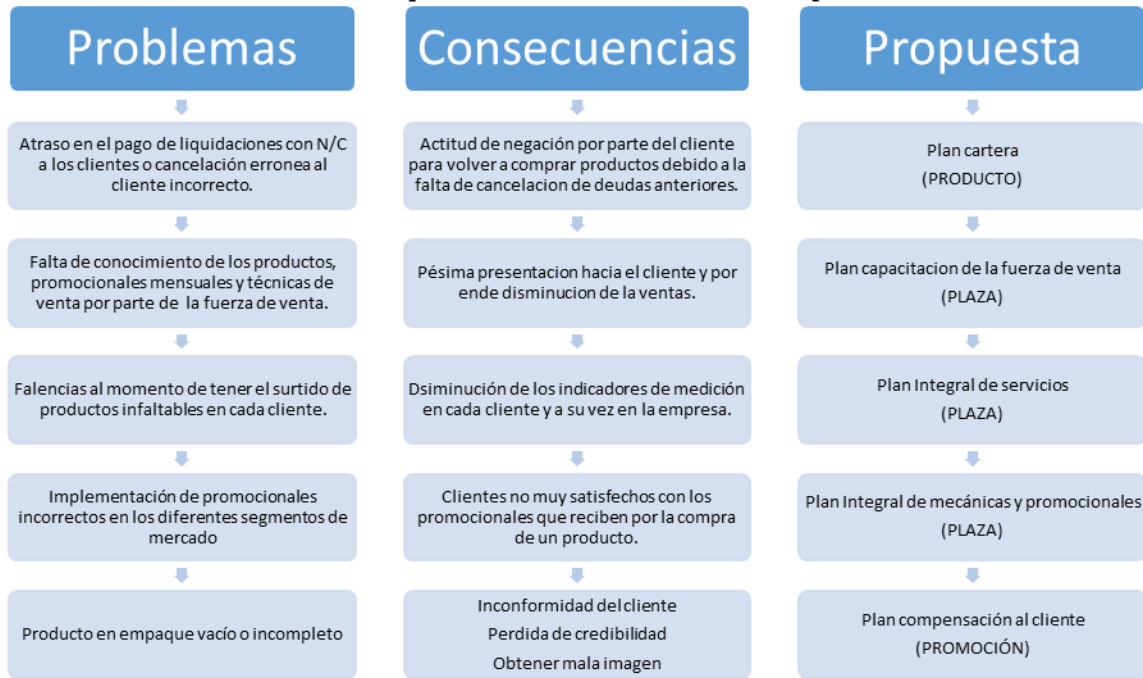 Problemas
Atraso en el pago de liquidaciones con N/C
a los clientes o cancelación erronea al
cliente incorrecto.
Falta de conocimiento de los productos,
promocionales mensuales y técnicas de
venta por parte de la fuerza de venta.
Falencias al momento de tener el surtido de
productos infaltables en cada cliente.
Implementación de promocionales
incorrectos en los diferentes segmentos de
mercado
Producto en empaque vacío o incompleto
Consecuencias
Actitud de negación por parte del cliente
para volver a comprar productos debido a la
falta de cancelacion de deudas anteriores.
Pésima presentacion hacia el cliente y por
ende disminucion de la ventas.
Dsiminución de los indicadores de medición
en cada cliente y a su vez en la empresa.
Clientes no muy satisfechos con los
promocionales que reciben por la compra
de un producto.
Inconformidad del cliente
Perdida de credibilidad
Obtener mala imagen
Propuesta
Plan cartera
(PRODUCTO)
Plan capacitacion de la fuerza de venta
(PLAZA)
Plan Integral de servicios
(PLAZA)
Plan Integral de mecánicas y promocionales
(PLAZA)
Plan compensación al cliente
(PROMOCIÓN)